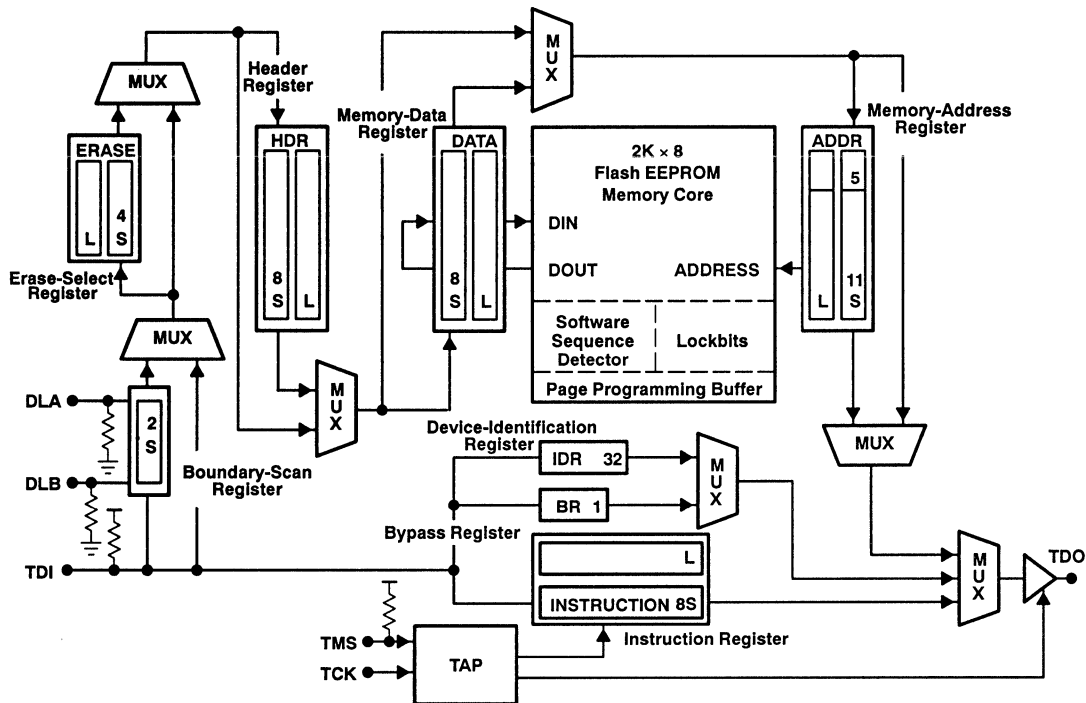 MUX
Header
Register
ERASE
L
4
S
Erase-Select
Register
MUX
HDR
8
S
L
Memory-Data
Register
DATA
8
S
L
MUX
2K × 8
Flash EEPROM
Memory Core
DIN
DOUT
ADDRESS
Software
Sequence
Detector
Lockbits
Page Programming Buffer
Memory-Address
Register
ADDR
5
11
L
S
MUX
DLA
2
S
DLB
Boundary-Scan
Register
MUX
Device-Identification
Register
IDR 32
BR 1
Bypass Register
MUX
TDI
L
INSTRUCTION 8S
Instruction Register
MUX
TDO
TMS
TCK
TAP